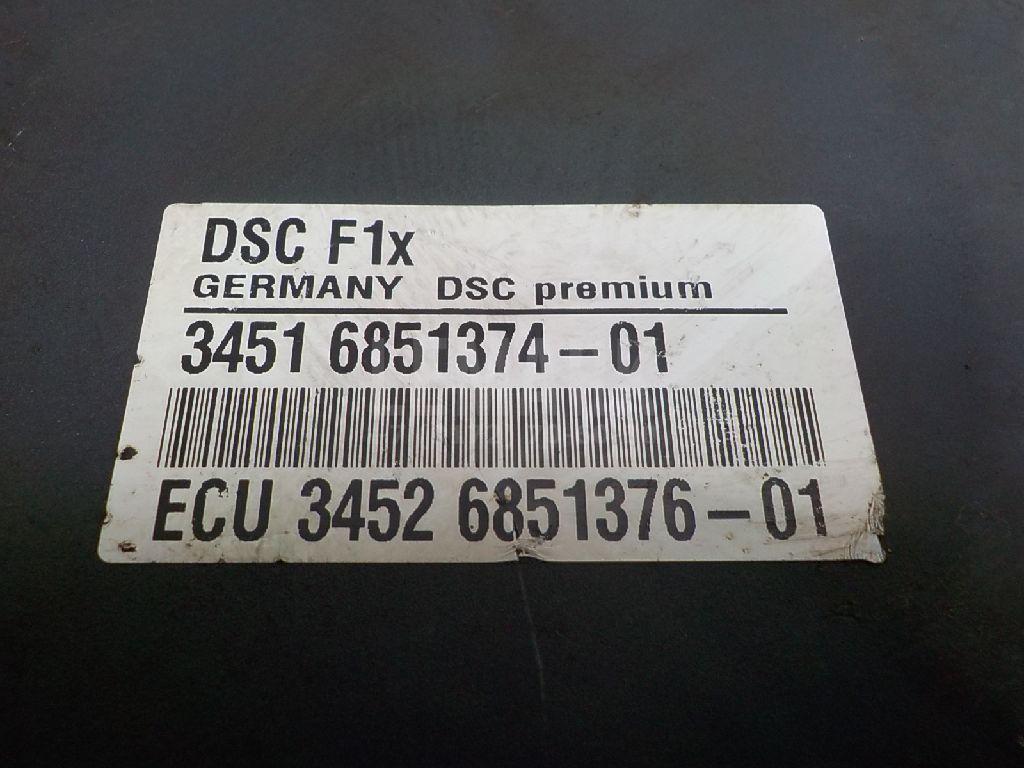 DSC F1x
GERMANY DSC premium
3451 6851374-01
ECU 3452 6851376-01